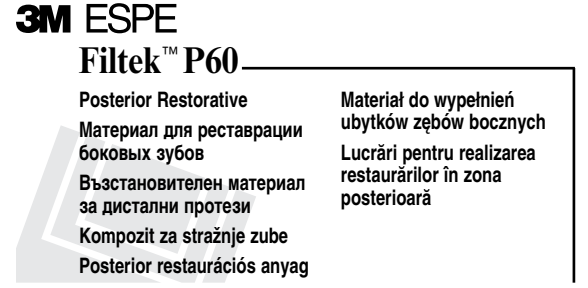 3M ESPE
Filtek™ P60
Posterior Restorative
Материал для реставрации
боковых зубов
Възстановителен материал
за дистални протези
Kompozit za stražnje zube
Posterior restaurációs anyag
Materiał do wypełnień
ubytków zębów bocznych
Lucrări pentru realizarea
restaurărilor în zona
posterioară